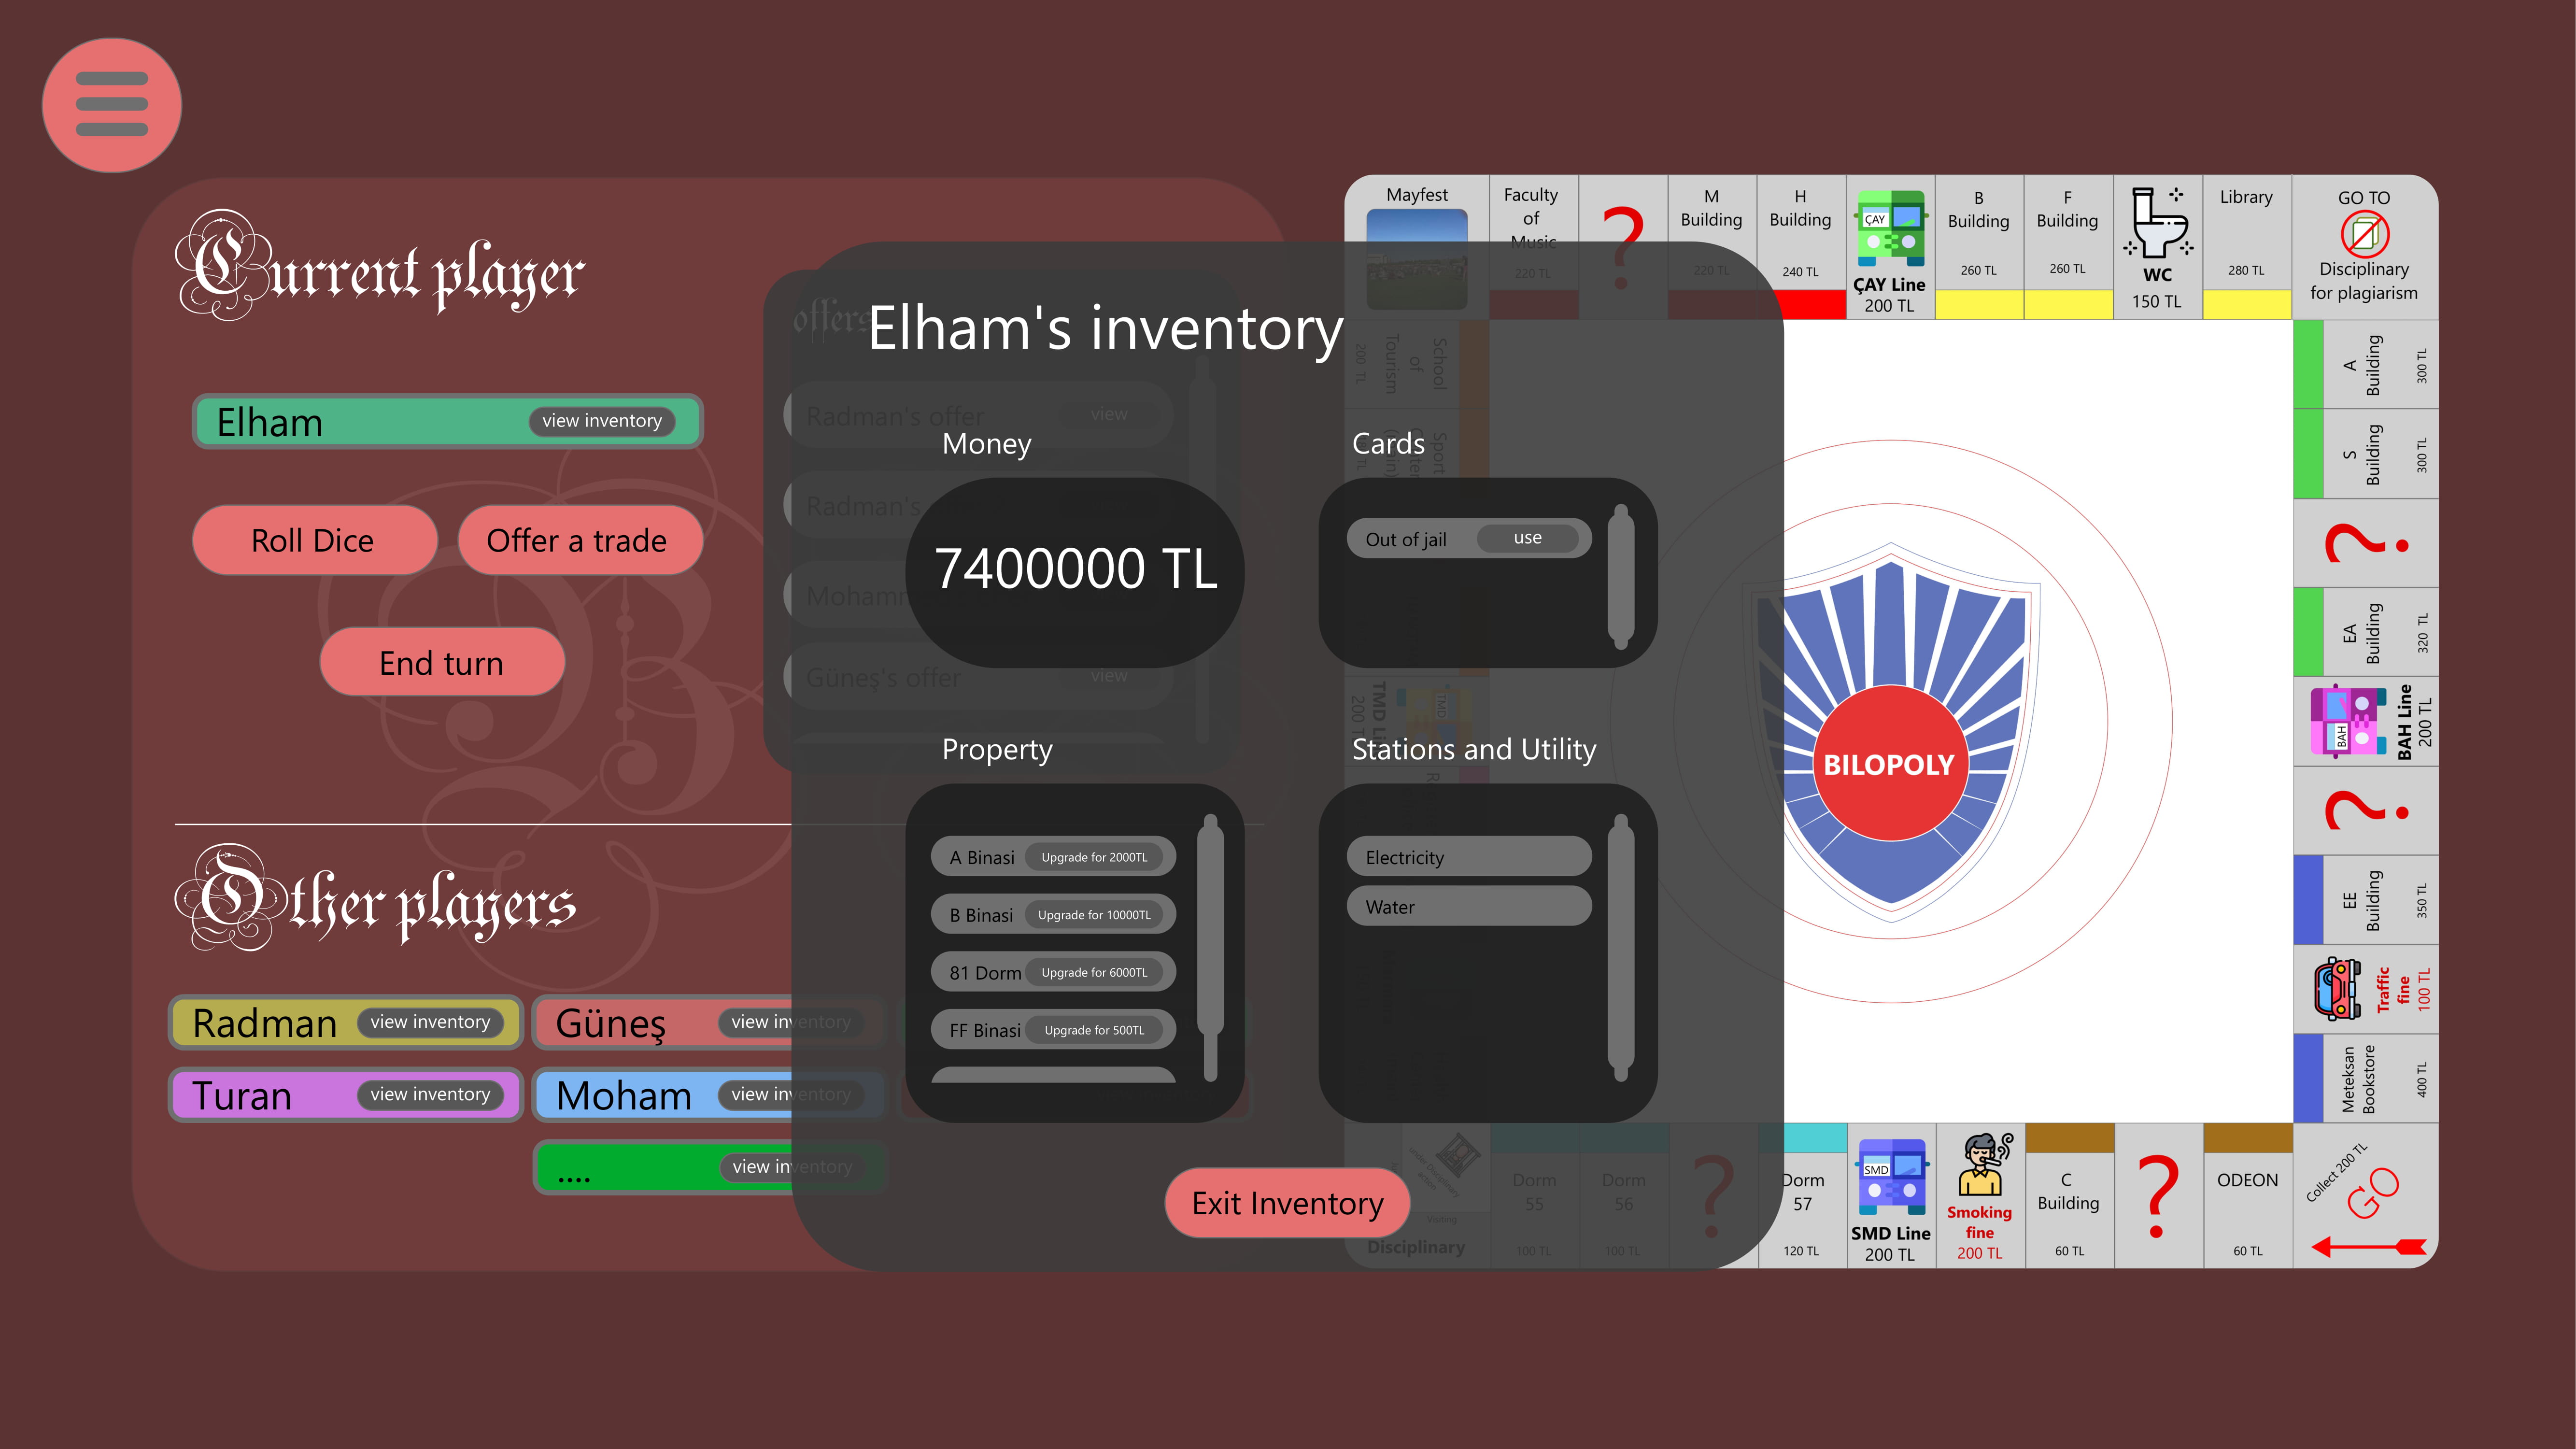 Current player
Elham
view inventory
Roll Dice
Offer a trade
End turn
Other players
Radman
view inventory
Güneş
view inventory
Turan
view inventory
Moham
view inventory
....
view inventory
offers
Radman's offer
view
Radman's
Güneş's offer
view
Elham's inventory
Money
7400000 TL
Cards
Out of jail
use
Property
A Binasi
Upgrade for 2000TL
B Binasi
Upgrade for 10000TL
81 Dorm
Upgrade for 6000TL
FF Binasi
Upgrade for 500TL
Stations and Utility
Electricity
Water
Exit Inventory
Mayfest
Faculty
of
Music
220 TL
?
M
Building
220 TL
H
Building
240 TL
ÇAY
ÇAY Line
200 TL
B
Building
260 TL
F
Building
260 TL
WC
150 TL
Library
280 TL
GO TO
Disciplinary
for plagiarism
A
Building
300 TL
S
Building
300 TL
?
EA
Building
320 TL
BAH
BAH Line
200 TL
?
EE
Building
350 TL
Traffic
fine
100 TL
Meteksan
Bookstore
400 TL
Collect 200 TL
GO
ODEON
60 TL
?
C
Building
60 TL
Smoking
fine
200 TL
SMD
SMD Line
200 TL
Dorm
57
120 TL
?
Dorm
56
100 TL
Dorm
55
100 TL
under Disciplinary
action
Visiting
Disciplinary
TMD
200
School
of
Tourism
200 TL
Sport
BILOPOLY